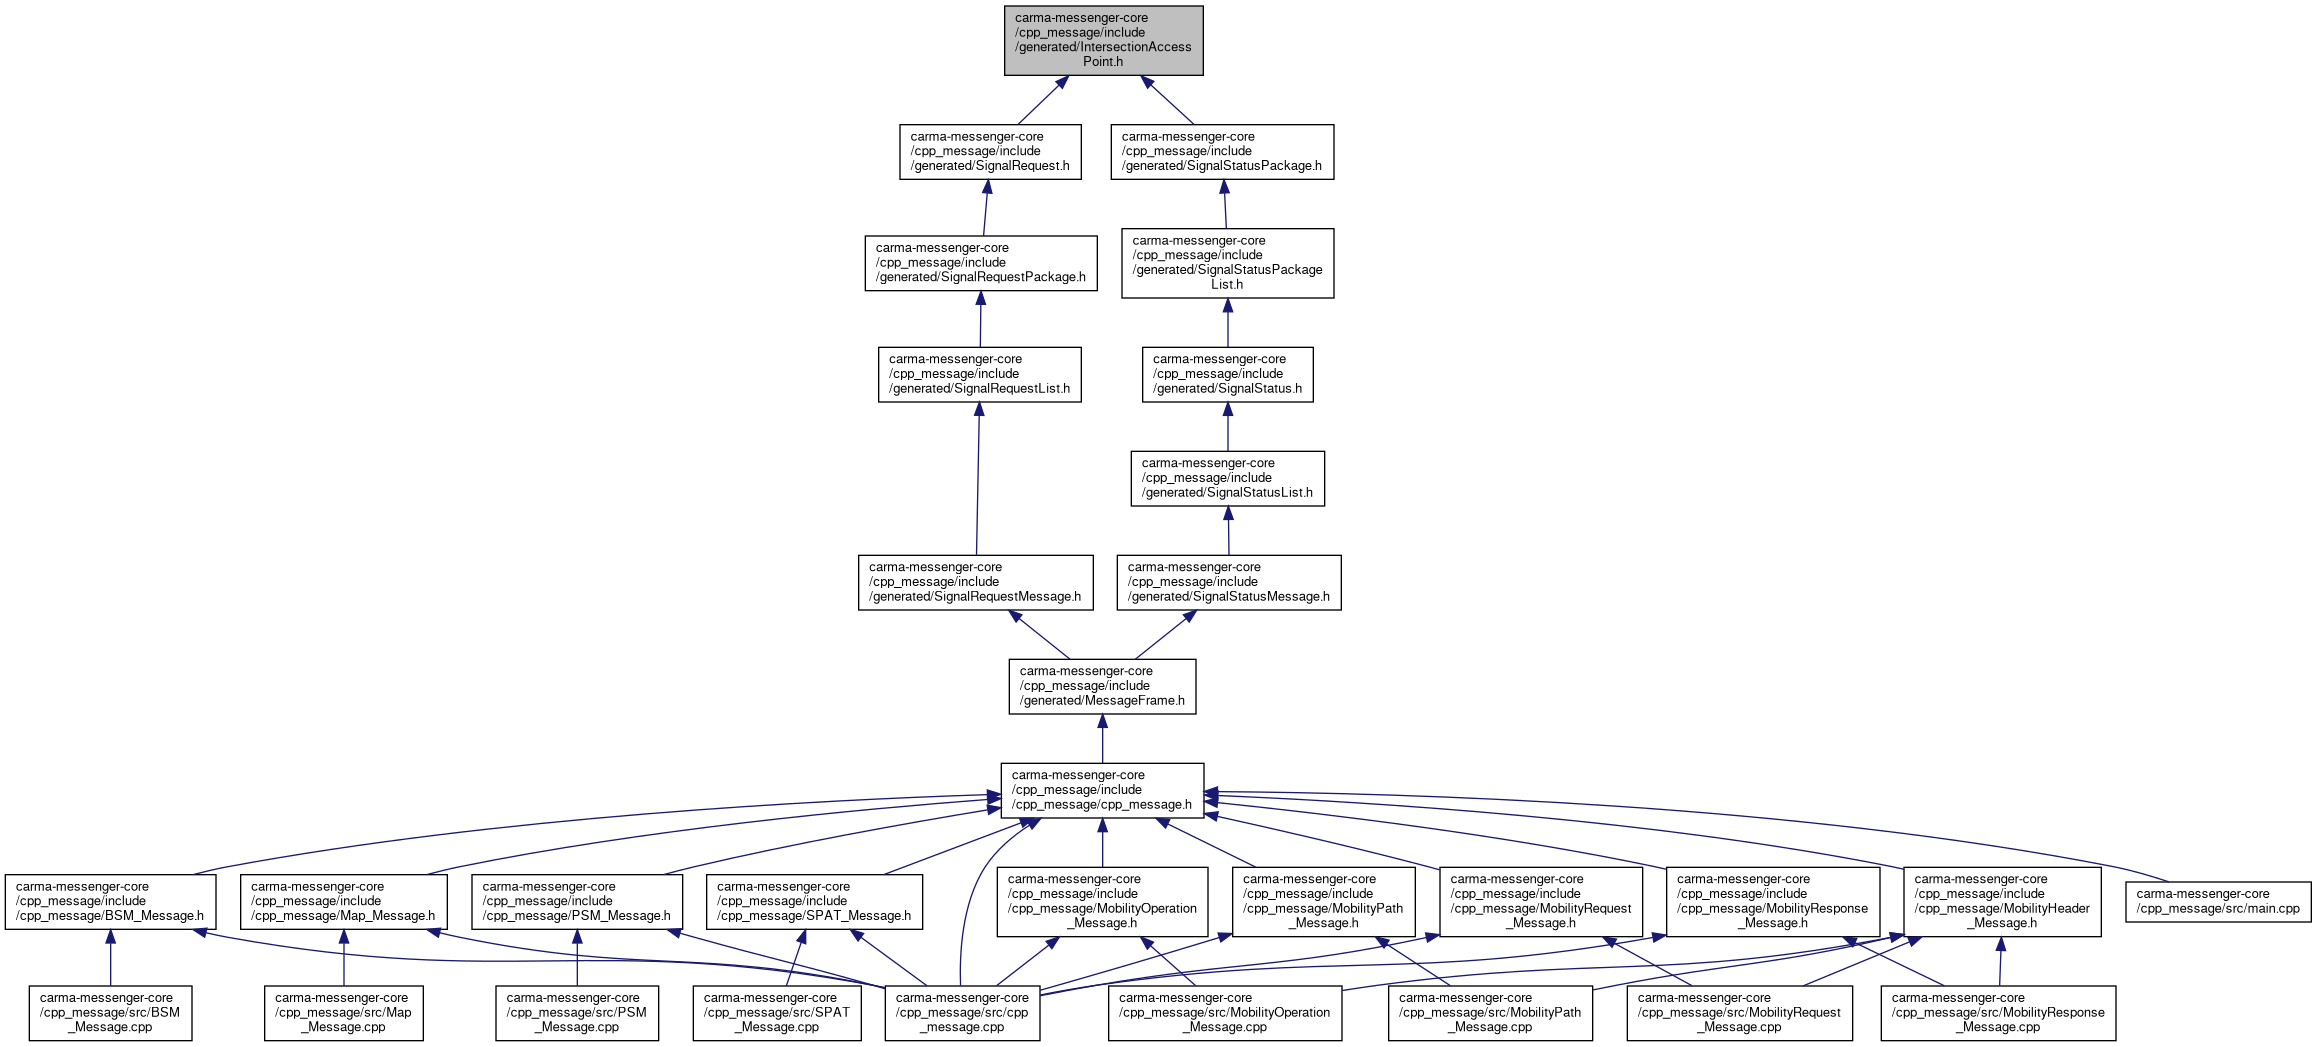 carma-messenger-core
/cpp_message/include
/generated/IntersectionAccess
Point.h
carma-messenger-core
/cpp_message/include
/generated/SignalRequest.h
carma-messenger-core
/cpp_message/include
/generated/SignalStatusPackage.h
carma-messenger-core
/cpp_message/include
/generated/SignalRequestPackage.h
carma-messenger-core
/cpp_message/include
/generated/SignalStatusPackage
List.h
carma-messenger-core
/cpp_message/include
/generated/SignalRequestList.h
carma-messenger-core
/cpp_message/include
/generated/SignalStatus.h
carma-messenger-core
/cpp_message/include
/generated/SignalStatusList.h
carma-messenger-core
/cpp_message/include
/generated/SignalRequestMessage.h
carma-messenger-core
/cpp_message/include
/generated/SignalStatusMessage.h
carma-messenger-core
/cpp_message/include
/generated/MessageFrame.h
carma-messenger-core
/cpp_message/include
/cpp_message/cpp_message.h
carma-messenger-core
/cpp_message/include
/cpp_message/BSM_Message.h
carma-messenger-core
/cpp_message/include
/cpp_message/Map_Message.h
carma-messenger-core
/cpp_message/include
/cpp_message/PSM_Message.h
carma-messenger-core
/cpp_message/include
/cpp_message/SPAT_Message.h
carma-messenger-core
/cpp_message/include
/cpp_message/MobilityOperation
_Message.h
carma-messenger-core
/cpp_message/include
/cpp_message/MobilityPath
_Message.h
carma-messenger-core
/cpp_message/include
/cpp_message/MobilityRequest
_Message.h
carma-messenger-core
/cpp_message/include
/cpp_message/MobilityResponse
_Message.h
carma-messenger-core
/cpp_message/include
/cpp_message/MobilityHeader
_Message.h
carma-messenger-core
/cpp_message/src/main.cpp
carma-messenger-core
/cpp_message/src/BSM
_Message.cpp
carma-messenger-core
/cpp_message/src/Map
_Message.cpp
carma-messenger-core
/cpp_message/src/PSM
_Message.cpp
carma-messenger-core
/cpp_message/src/SPAT
_Message.cpp
carma-messenger-core
/cpp_message/src/cpp
_message.cpp
carma-messenger-core
/cpp_message/src/MobilityOperation
_Message.cpp
carma-messenger-core
/cpp_message/src/MobilityPath
_Message.cpp
carma-messenger-core
/cpp_message/src/MobilityRequest
_Message.cpp
carma-messenger-core
/cpp_message/src/MobilityResponse
_Message.cpp